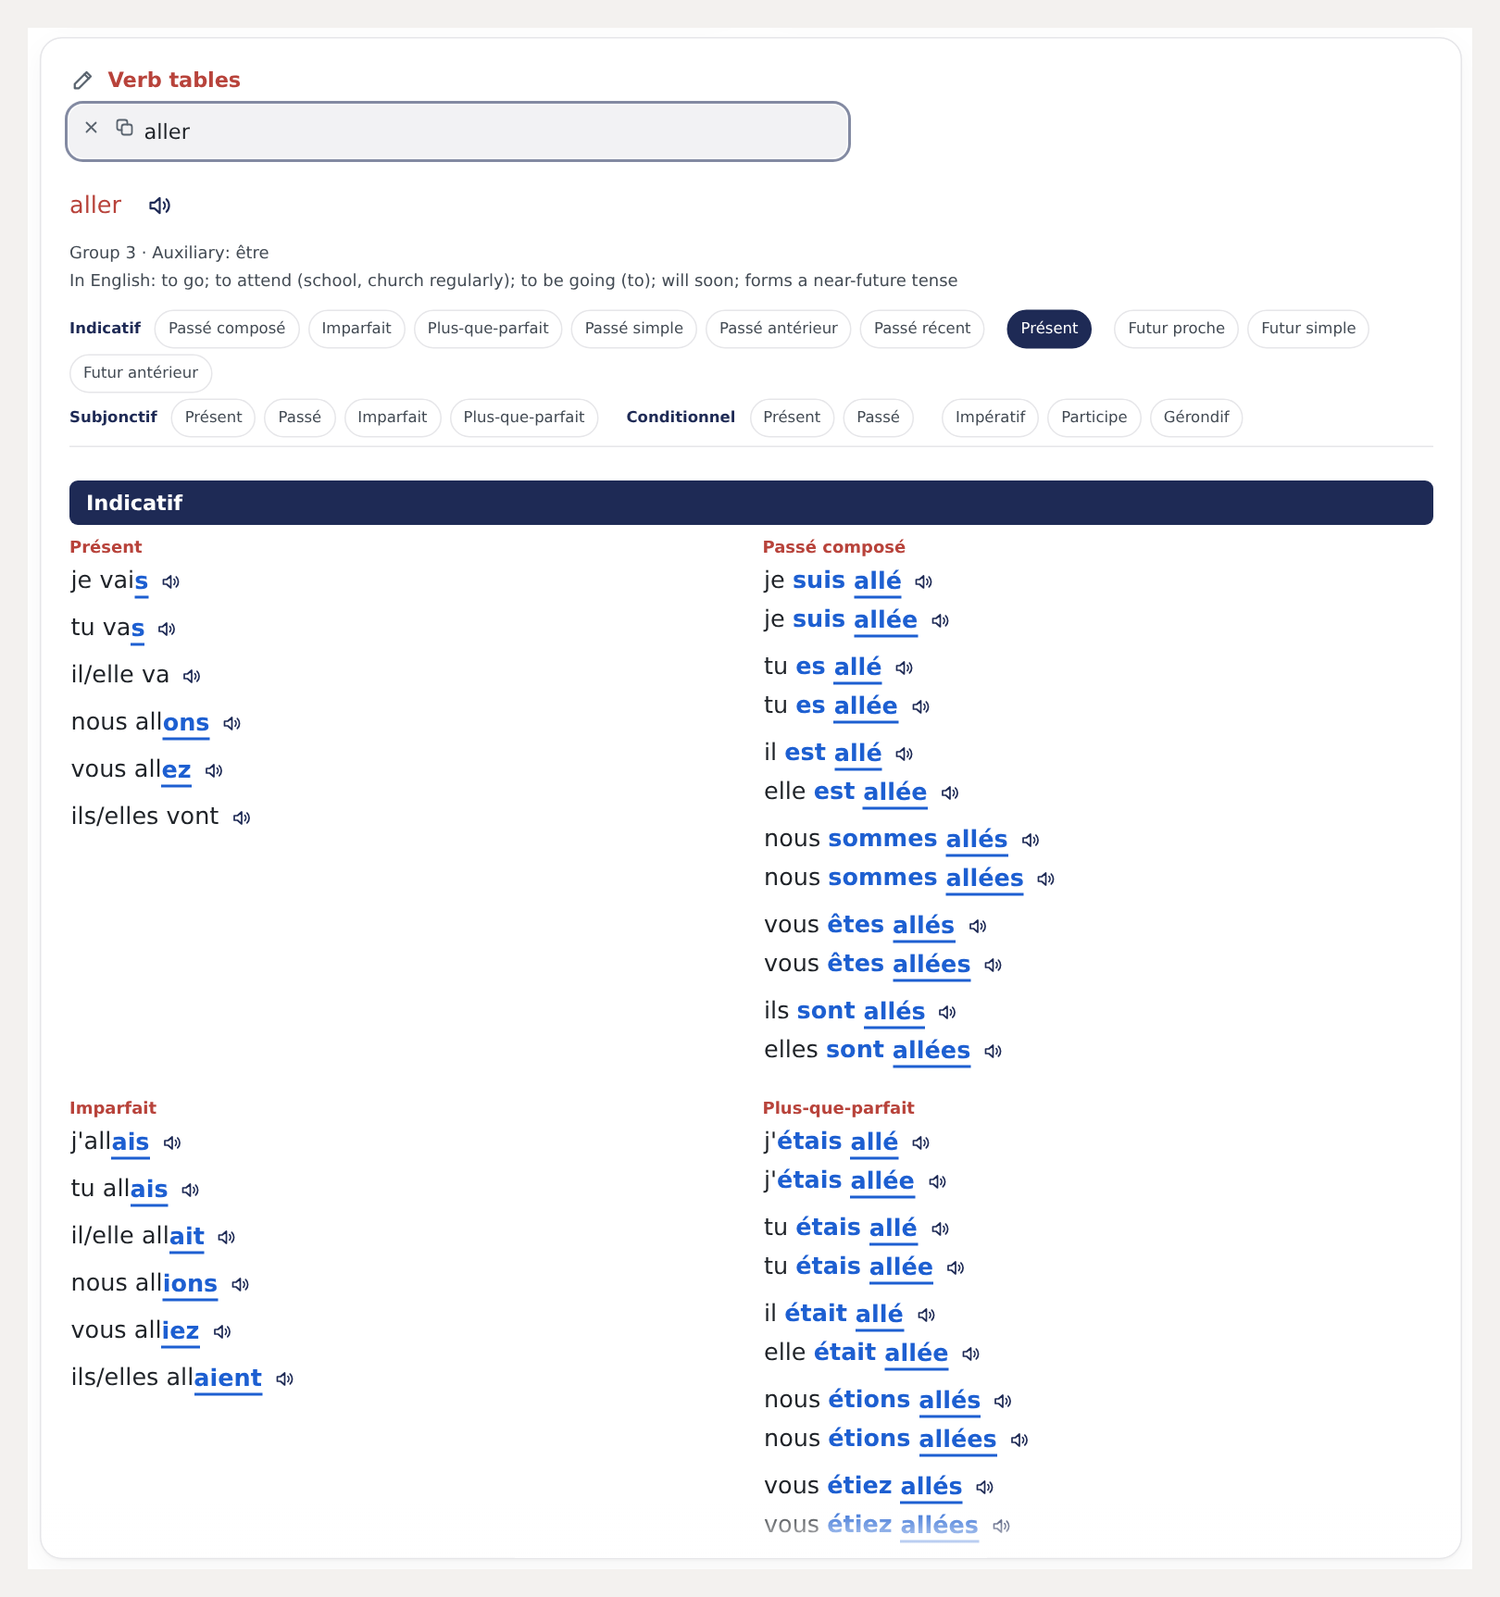 Verb tables
aller
aller
Group 3 · Auxiliary: être
In English: to go; to attend (school, church regularly); to be going (to); will soon; forms a near-future tense
Indicatif Passé composé Imparfait Plus-que-parfait Passé simple Passé antérieur Passé récent Présent Futur proche Futur simple
Futur antérieur
Subjonctif Présent Passé Imparfait Plus-que-parfait Conditionnel Présent Passé Impératif Participe Gérondif
Indicatif
Présent
je vais
tu vas
il/elle va
nous allons
vous allez
ils/elles vont
Passé composé
je suis allé
je suis allée
tu es allé
tu es allée
il est allé
elle est allée
nous sommes allés
nous sommes allées
vous êtes allés
vous êtes allées
ils sont allés
elles sont allées
Imparfait
j'allais
tu allais
il/elle allait
nous allions
vous alliez
ils/elles allaient
Plus-que-parfait
j'étais allé
j'étais allée
tu étais allé
tu étais allée
il était allé
elle était allée
nous étions allés
nous étions allées
vous étiez allés
vous étiez allées